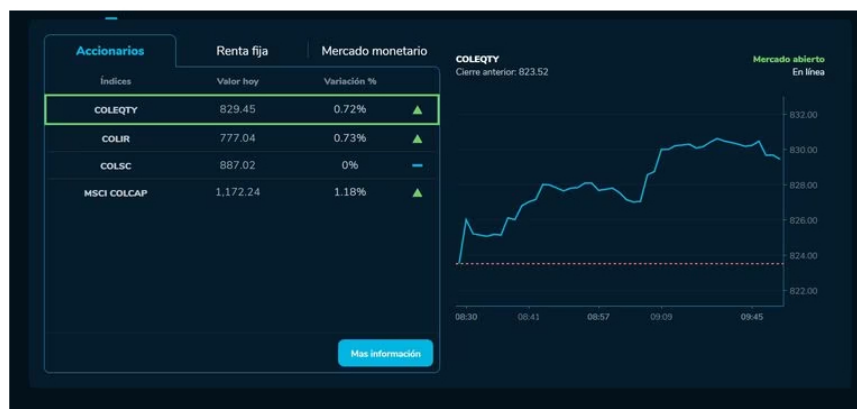 Accionarios Renta fija Mercado monetario
Índices Valor hoy Variación %
COLEQTY 829.45 0.72%
COLIR 777.04 0.73%
COLSC 887.02 0%
MSCI COLCAP 1,172.24 1.18%
Mas información
COLEQTY Mercado abierto
Cierre anterior: 823.52 En línea
832.00
830.00
828.00
826.00
824.00
822.00
08:30 08:41 08:57 09:09 09:45